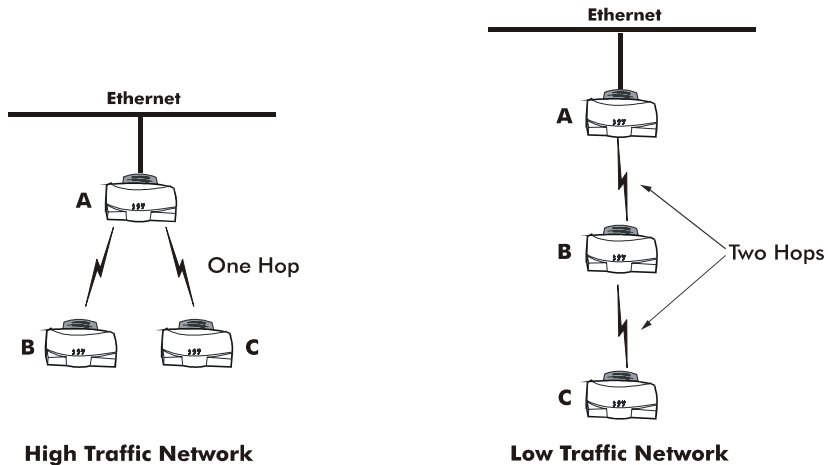 Ethernet
A
One Hop
B
C
High Traffic Network
Ethernet
A
B
Two Hops
C
Low Traffic Network